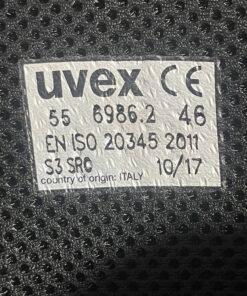 uvex CE
55 6986.2 46
EN ISO 20345 2011
S3 SRC 10/17
country of origin: ITALY